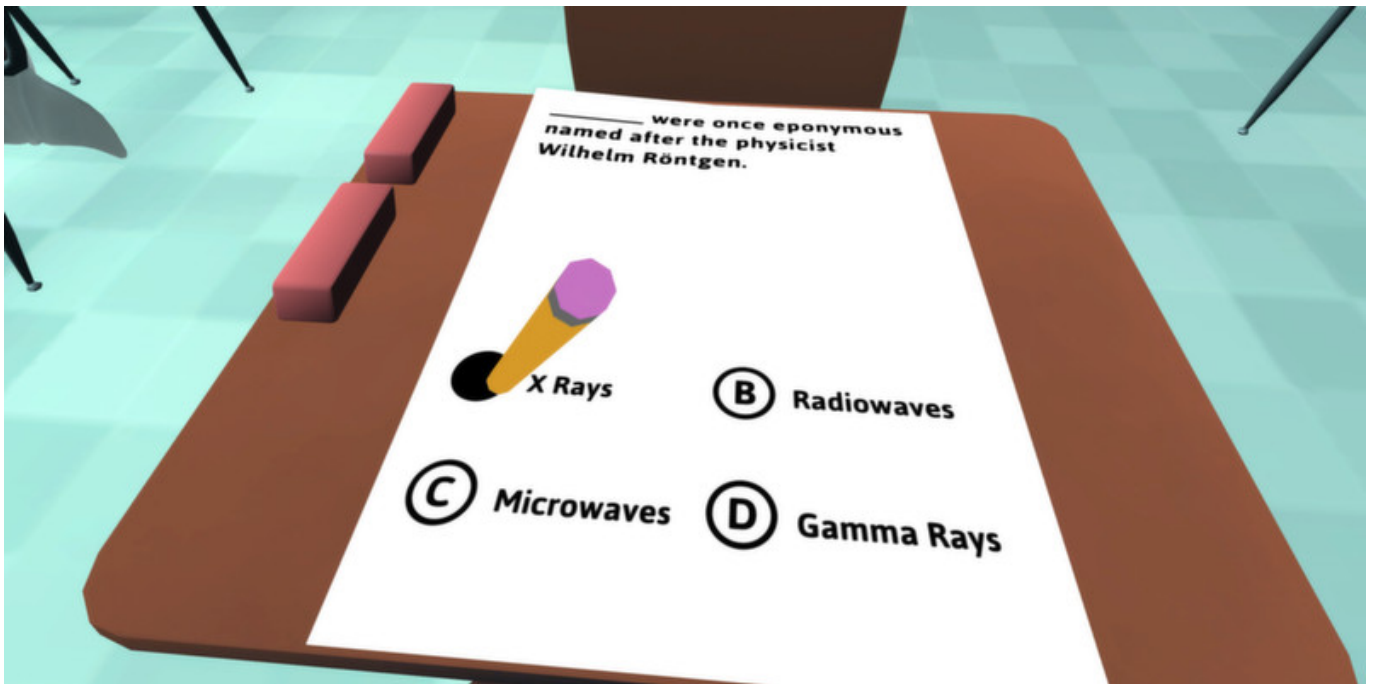 ________ were once eponymous
named after the physicist
Wilhelm Röntgen.
X Rays
B Radiowaves
C Microwaves
D Gamma Rays